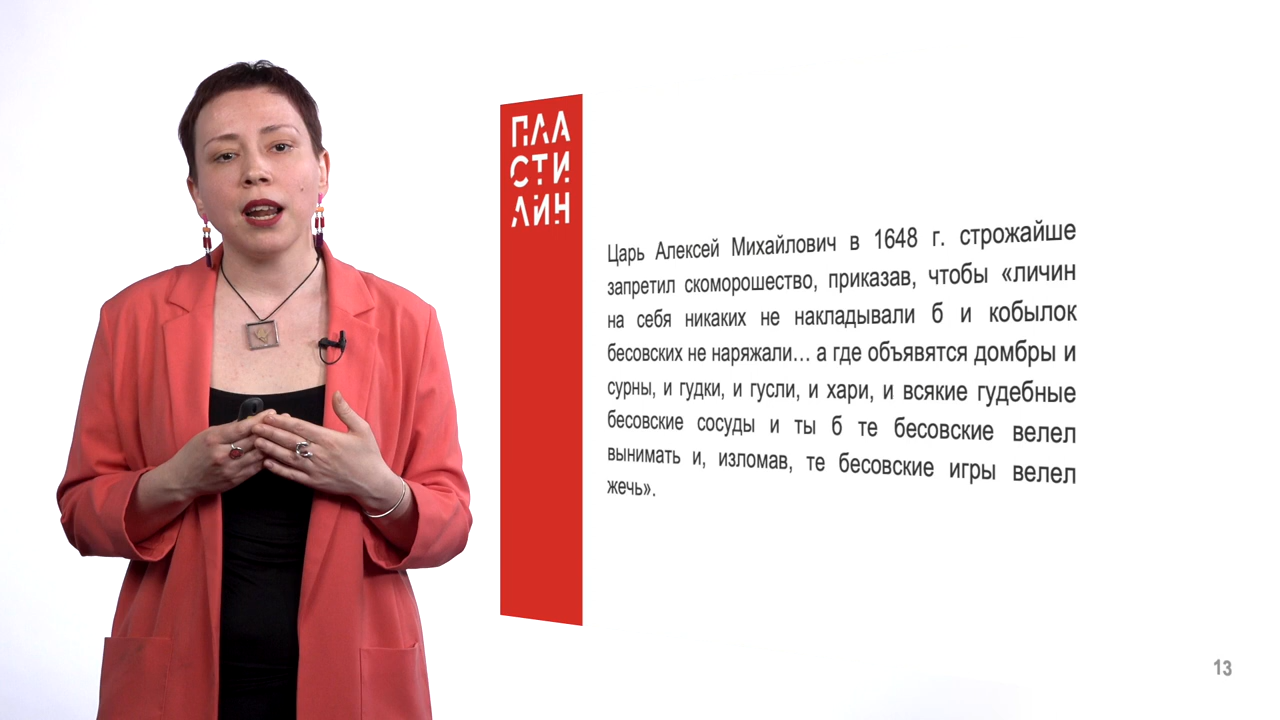 ПЛА
СТИ
ЛИН
Царь Алексей Михайлович в 1648 г. строжайше
запретил скоморошество, приказав, чтобы «личин
на себя никаких не накладывали б и кобылок
бесовских не наряжали... а где объявятся домбры и
сурны, и гудки, и гусли, и хари, и всякие гудебные
бесовские сосуды и ты б те бесовские велел
вынимать и, изломав, те бесовские игры велел
жечь».
13